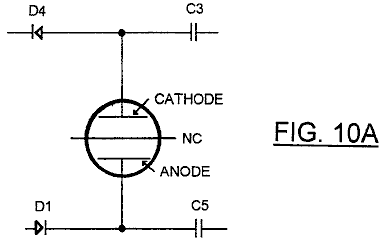 D4
C3
CATHODE
NC
FIG. 10A
ANODE
D1
C5